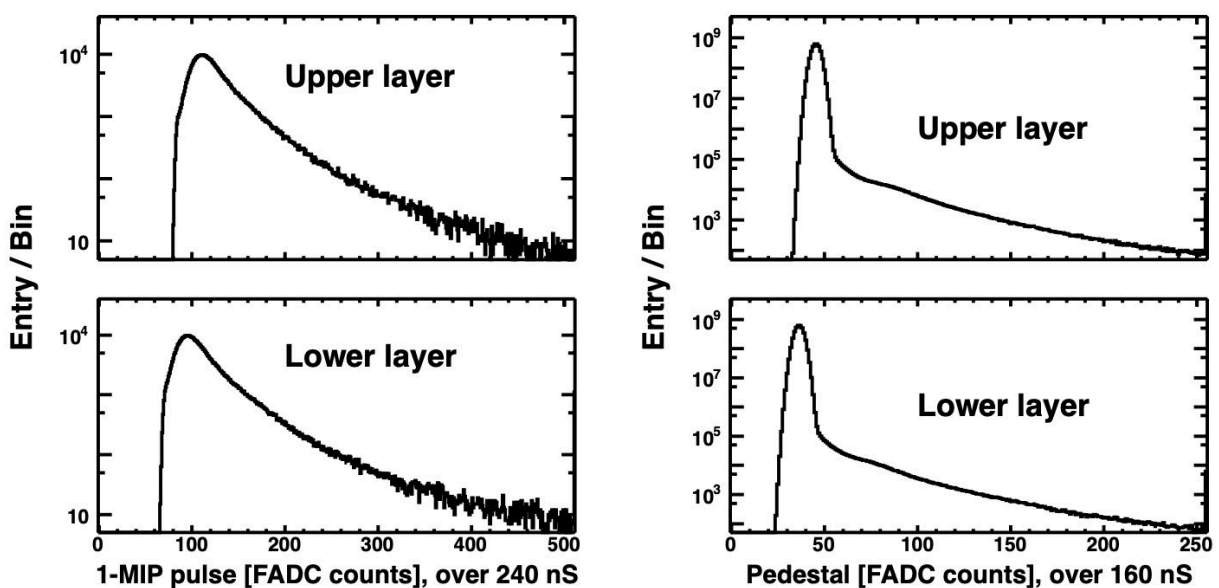 10⁴
Upper layer
10
Entry / Bin
10⁴
Lower layer
10
0 100 200 300 400 500
1-MIP pulse [FADC counts], over 240 nS
10⁹
10⁷
Upper layer
10⁵
10³
Entry / Bin
10⁹
10⁷
Lower layer
10⁵
10³
0 50 100 150 200 250
Pedestal [FADC counts], over 160 nS